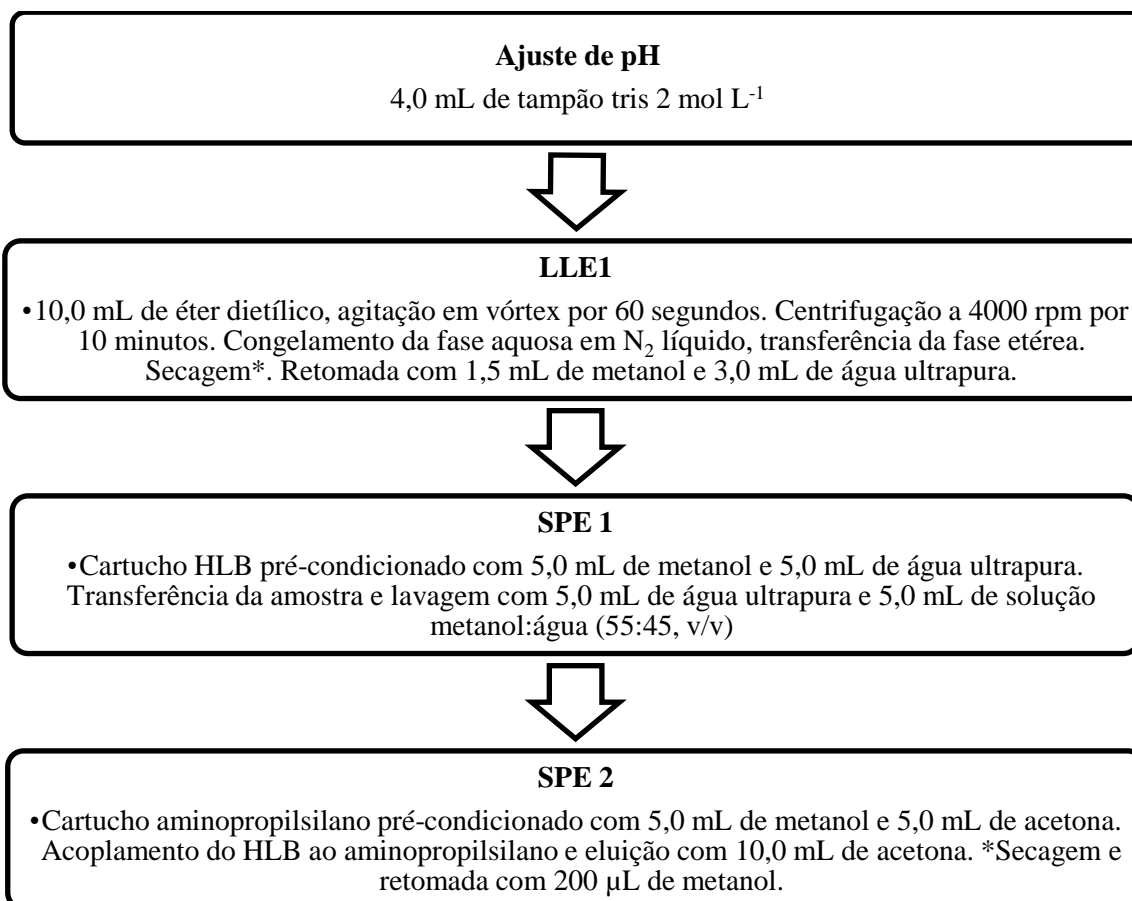 Ajuste de pH
4,0 mL de tampão tris 2 mol L⁻¹
LLE1
•10,0 mL de éter dietílico, agitação em vórtex por 60 segundos. Centrifugação a 4000 rpm por
10 minutos. Congelamento da fase aquosa em N₂ líquido, transferência da fase etérea.
Secagem*. Retomada com 1,5 mL de metanol e 3,0 mL de água ultrapura.
SPE 1
•Cartucho HLB pré-condicionado com 5,0 mL de metanol e 5,0 mL de água ultrapura.
Transferência da amostra e lavagem com 5,0 mL de água ultrapura e 5,0 mL de solução
metanol:água (55:45, v/v)
SPE 2
•Cartucho aminopropilsilano pré-condicionado com 5,0 mL de metanol e 5,0 mL de acetona.
Acoplamento do HLB ao aminopropilsilano e eluição com 10,0 mL de acetona. *Secagem e
retomada com 200 µL de metanol.